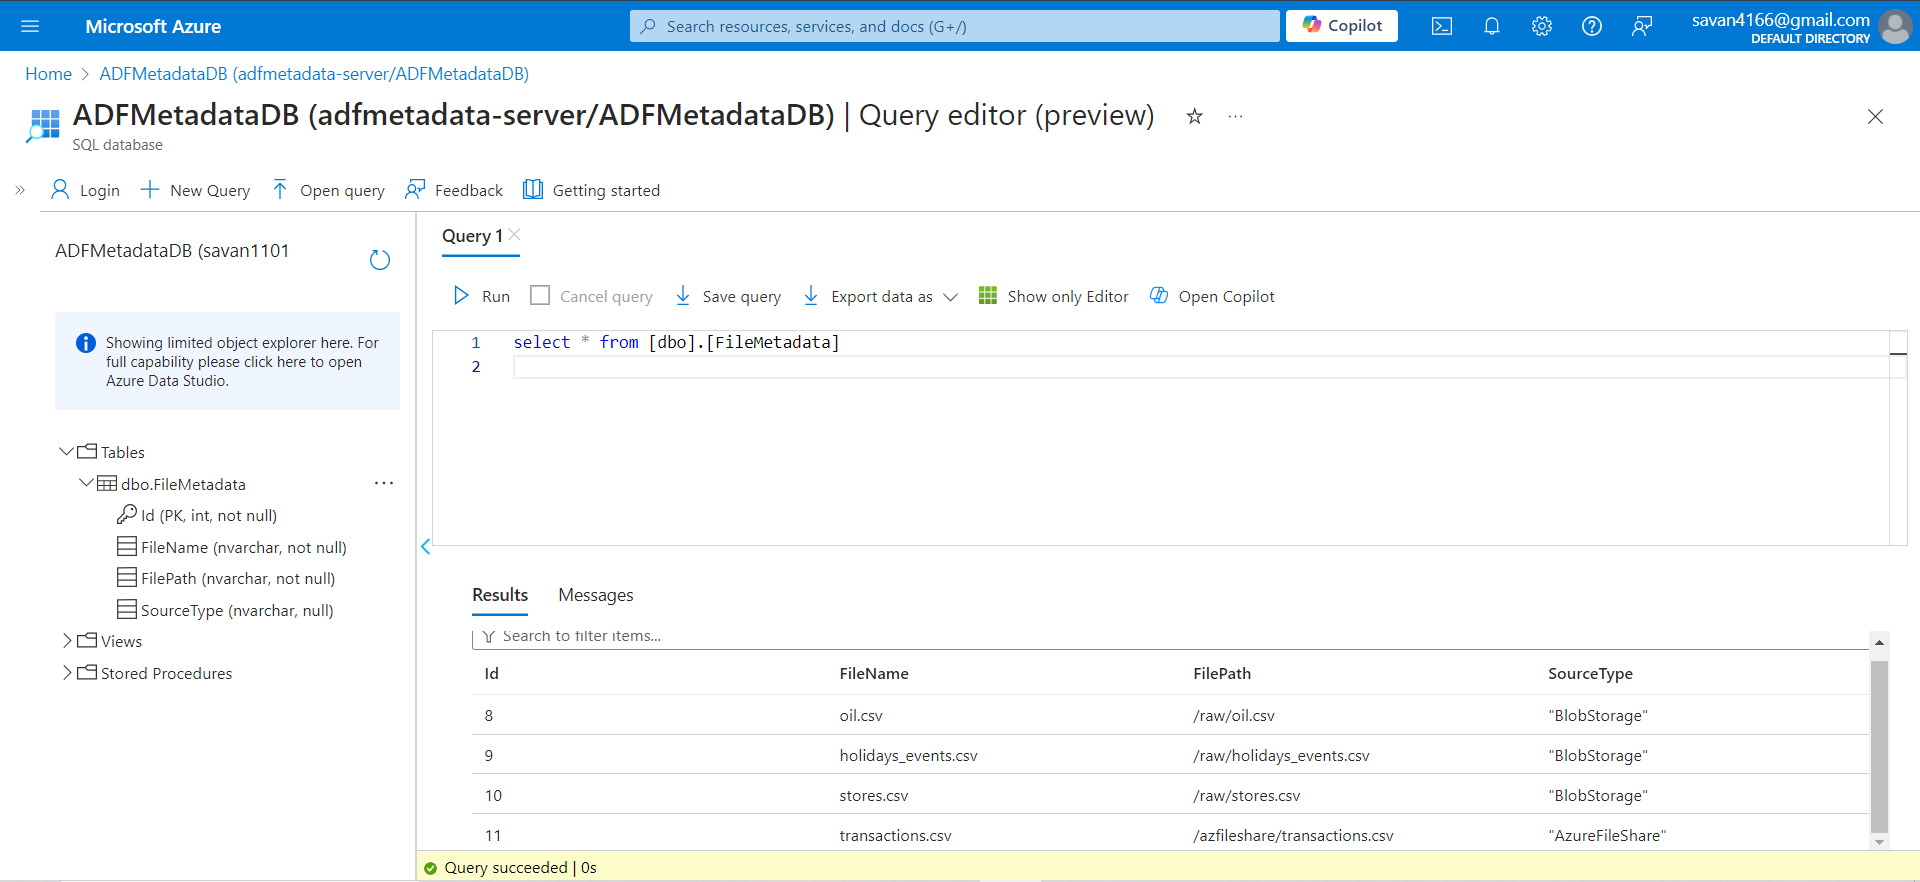 Microsoft Azure
Search resources, services, and docs (G+/)
Copilot
savan4166@gmail.com
DEFAULT DIRECTORY
Home > ADFMetadataDB (adfmetadata-server/ADFMetadataDB)
ADFMetadataDB (adfmetadata-server/ADFMetadataDB) | Query editor (preview)
SQL database
Login
New Query
Open query
Feedback
Getting started
ADFMetadataDB (savan1101
Showing limited object explorer here. For
full capability please click here to open
Azure Data Studio.
Tables
dbo.FileMetadata
Id (PK, int, not null)
FileName (nvarchar, not null)
FilePath (nvarchar, not null)
SourceType (nvarchar, null)
Views
Stored Procedures
Query 1
Run
Cancel query
Save query
Export data as
Show only Editor
Open Copilot
1 select * from [dbo].[FileMetadata]
2
Results
Messages
Search to filter items...
Id FileName FilePath SourceType
8 oil.csv /raw/oil.csv "BlobStorage"
9 holidays_events.csv /raw/holidays_events.csv "BlobStorage"
10 stores.csv /raw/stores.csv "BlobStorage"
11 transactions.csv /azfileshare/transactions.csv "AzureFileShare"
Query succeeded | 0s